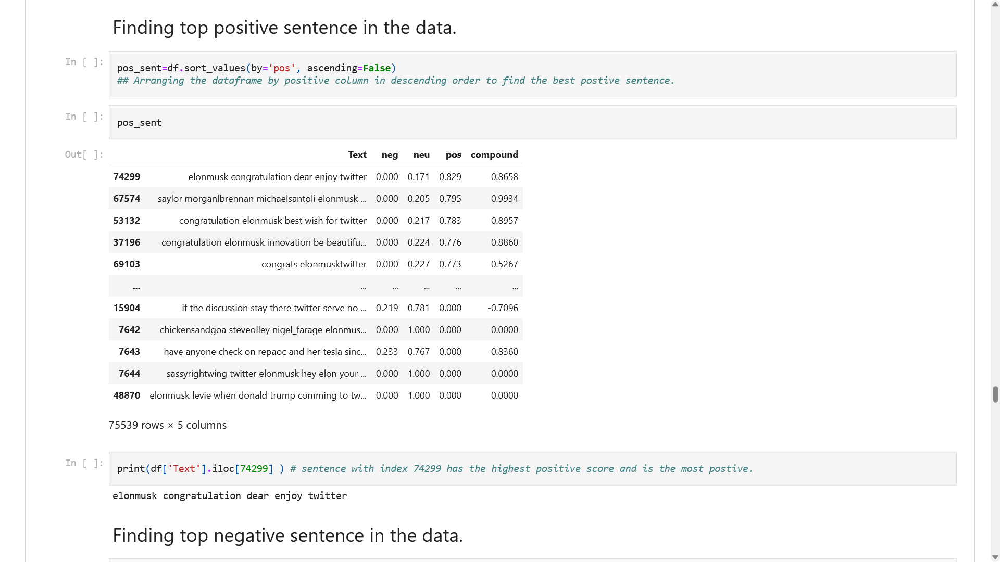 Finding top positive sentence in the data.
In [ ]:
pos_sent=df.sort_values(by='pos', ascending=False)
## Arranging the dataframe by positive column in descending order to find the best postive sentence.
In [ ]:
pos_sent
Out[ ]:
Text neg neu pos compound
74299 elonmusk congratulation dear enjoy twitter 0.000 0.171 0.829 0.8658
67574 saylor morganlbrennan michaelsantoli elonmusk ... 0.000 0.205 0.795 0.9934
53132 congratulation elonmusk best wish for twitter 0.000 0.217 0.783 0.8957
37196 congratulation elonmusk innovation be beautifu... 0.000 0.224 0.776 0.8860
69103 congrats elonmusktwitter 0.000 0.227 0.773 0.5267
... ... ... ... ... ...
15904 if the discussion stay there twitter serve no ... 0.219 0.781 0.000 -0.7096
7642 chickensandgoa steveolley nigel_farage elonmus... 0.000 1.000 0.000 0.0000
7643 have anyone check on repaoc and her tesla sinc... 0.233 0.767 0.000 -0.8360
7644 sassyrightwing twitter elonmusk hey elon your ... 0.000 1.000 0.000 0.0000
48870 elonmusk levie when donald trump comming to tw... 0.000 1.000 0.000 0.0000
75539 rows × 5 columns
In [ ]:
print(df['Text'].iloc[74299] ) # sentence with index 74299 has the highest positive score and is the most postive.
elonmusk congratulation dear enjoy twitter
Finding top negative sentence in the data.